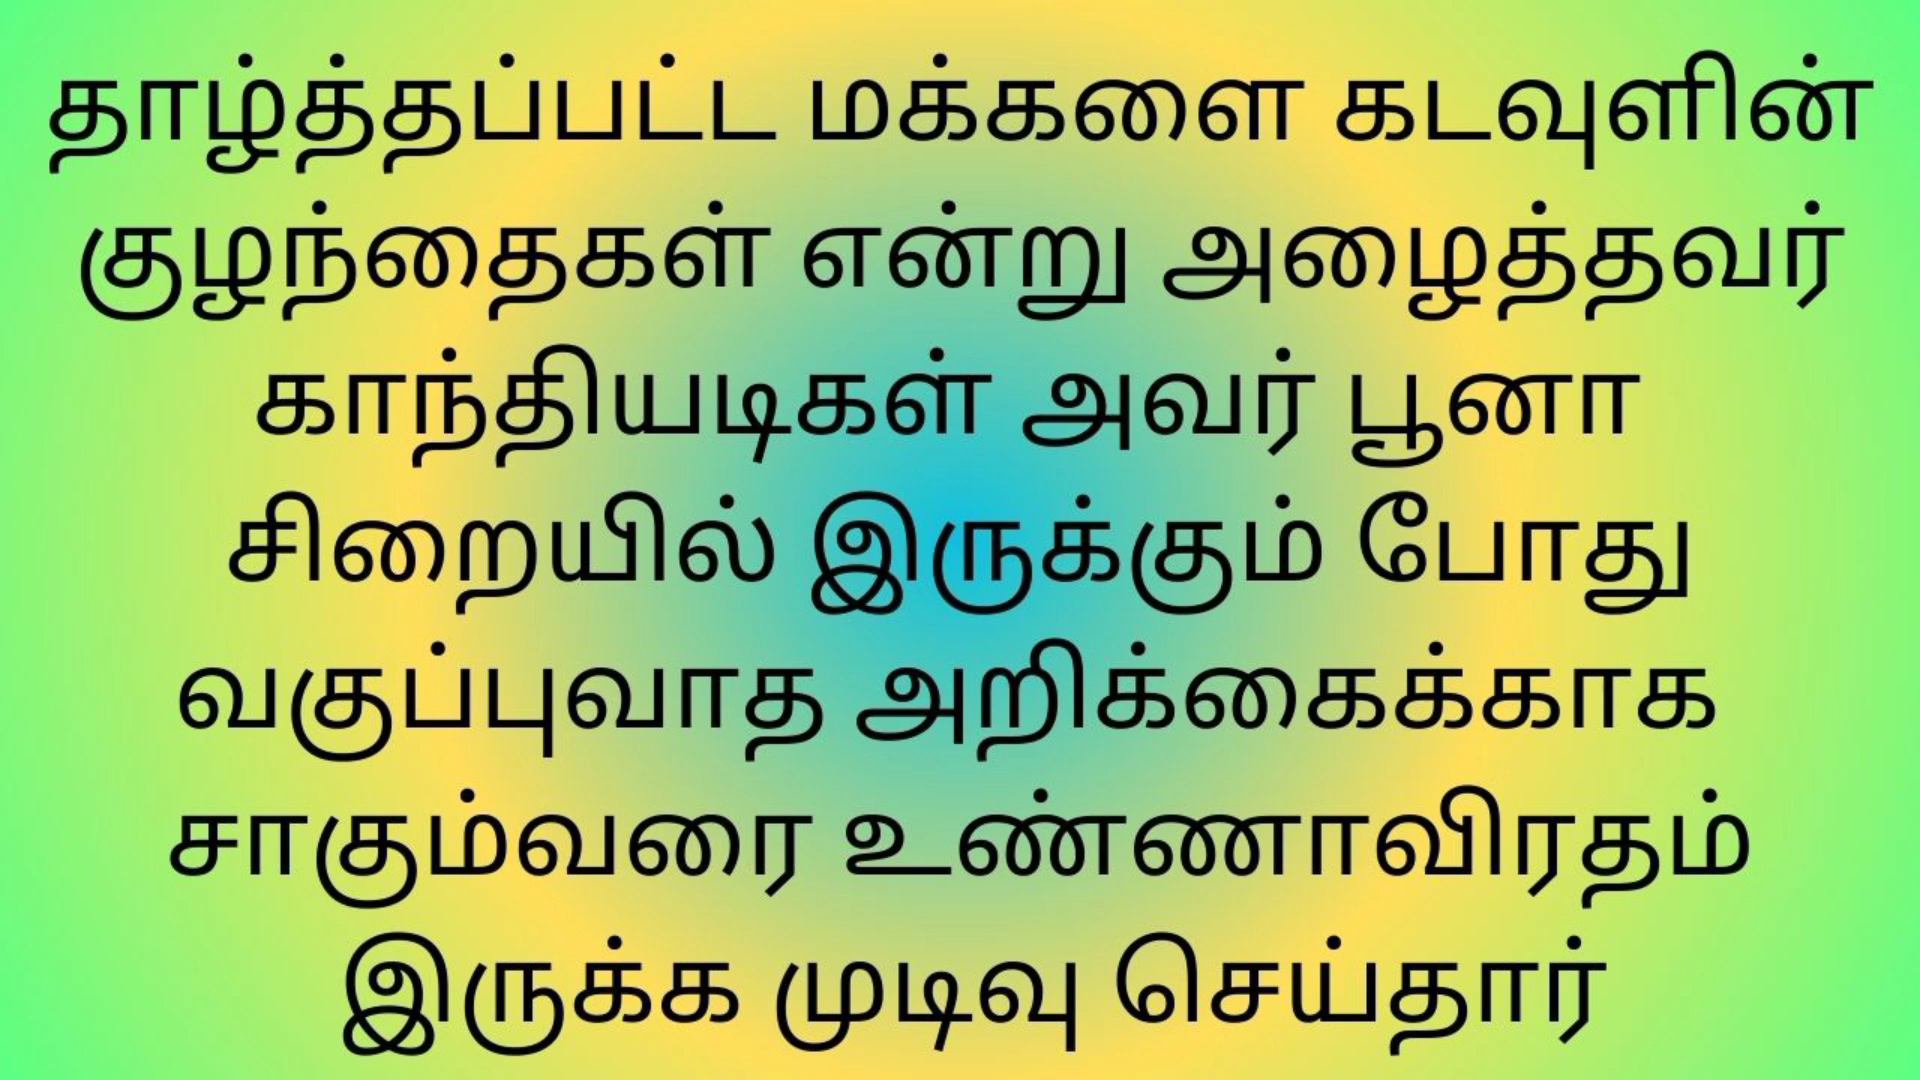 தாழ்த்தப்பட்ட மக்களை கடவுளின்
குழந்தைகள் என்று அழைத்தவர்
காந்தியடிகள் அவர் பூனா
சிறையில் இருக்கும் போது
வகுப்புவாத அறிக்கைக்காக
சாகும்வரை உண்ணாவிரதம்
இருக்க முடிவு செய்தார்